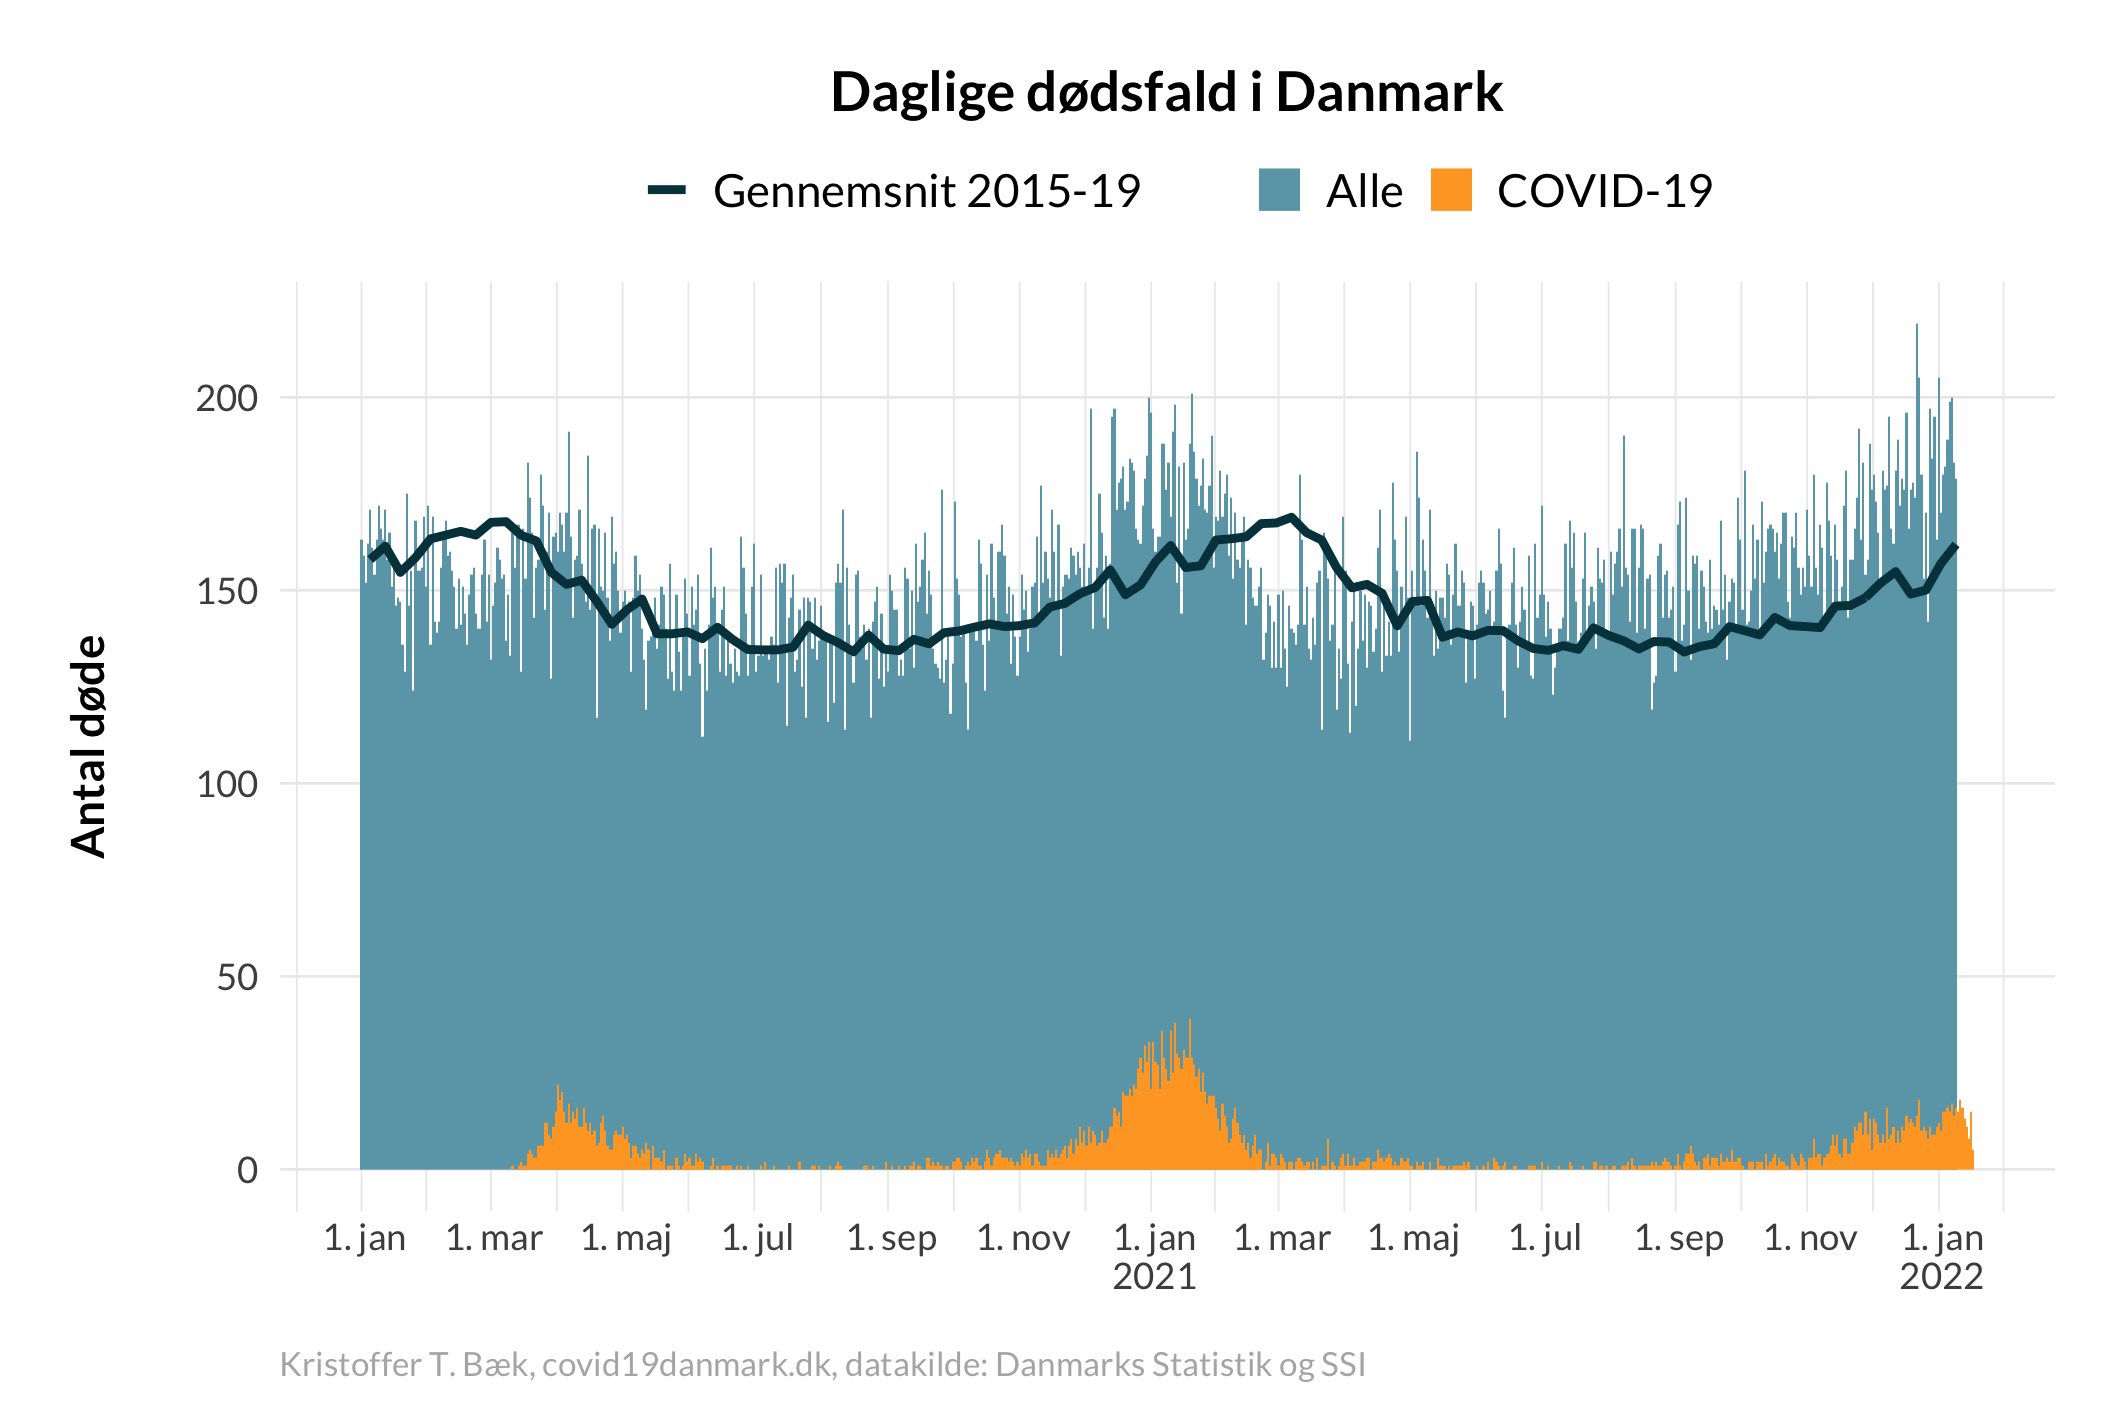 Daglige dødsfald i Danmark
Gennemsnit 2015-19 Alle COVID-19
Antal døde
200
150
100
50
0
1. jan 1. mar 1. maj 1. jul 1. sep 1. nov 1. jan 1. mar 1. maj 1. jul 1. sep 1. nov 1. jan
2021 2022
Kristoffer T. Bæk, covid19danmark.dk, datakilde: Danmarks Statistik og SSI